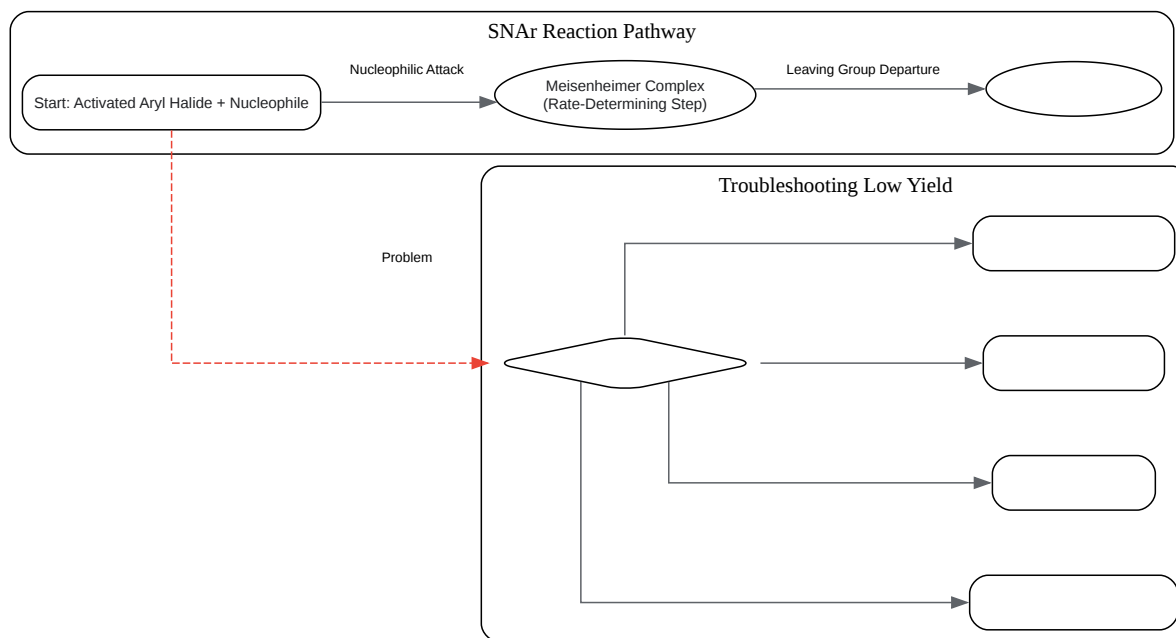 SNAr Reaction Pathway
Nucleophilic Attack
Leaving Group Departure
Start: Activated Aryl Halide + Nucleophile
Meisenheimer Complex
(Rate-Determining Step)
Troubleshooting Low Yield
Problem